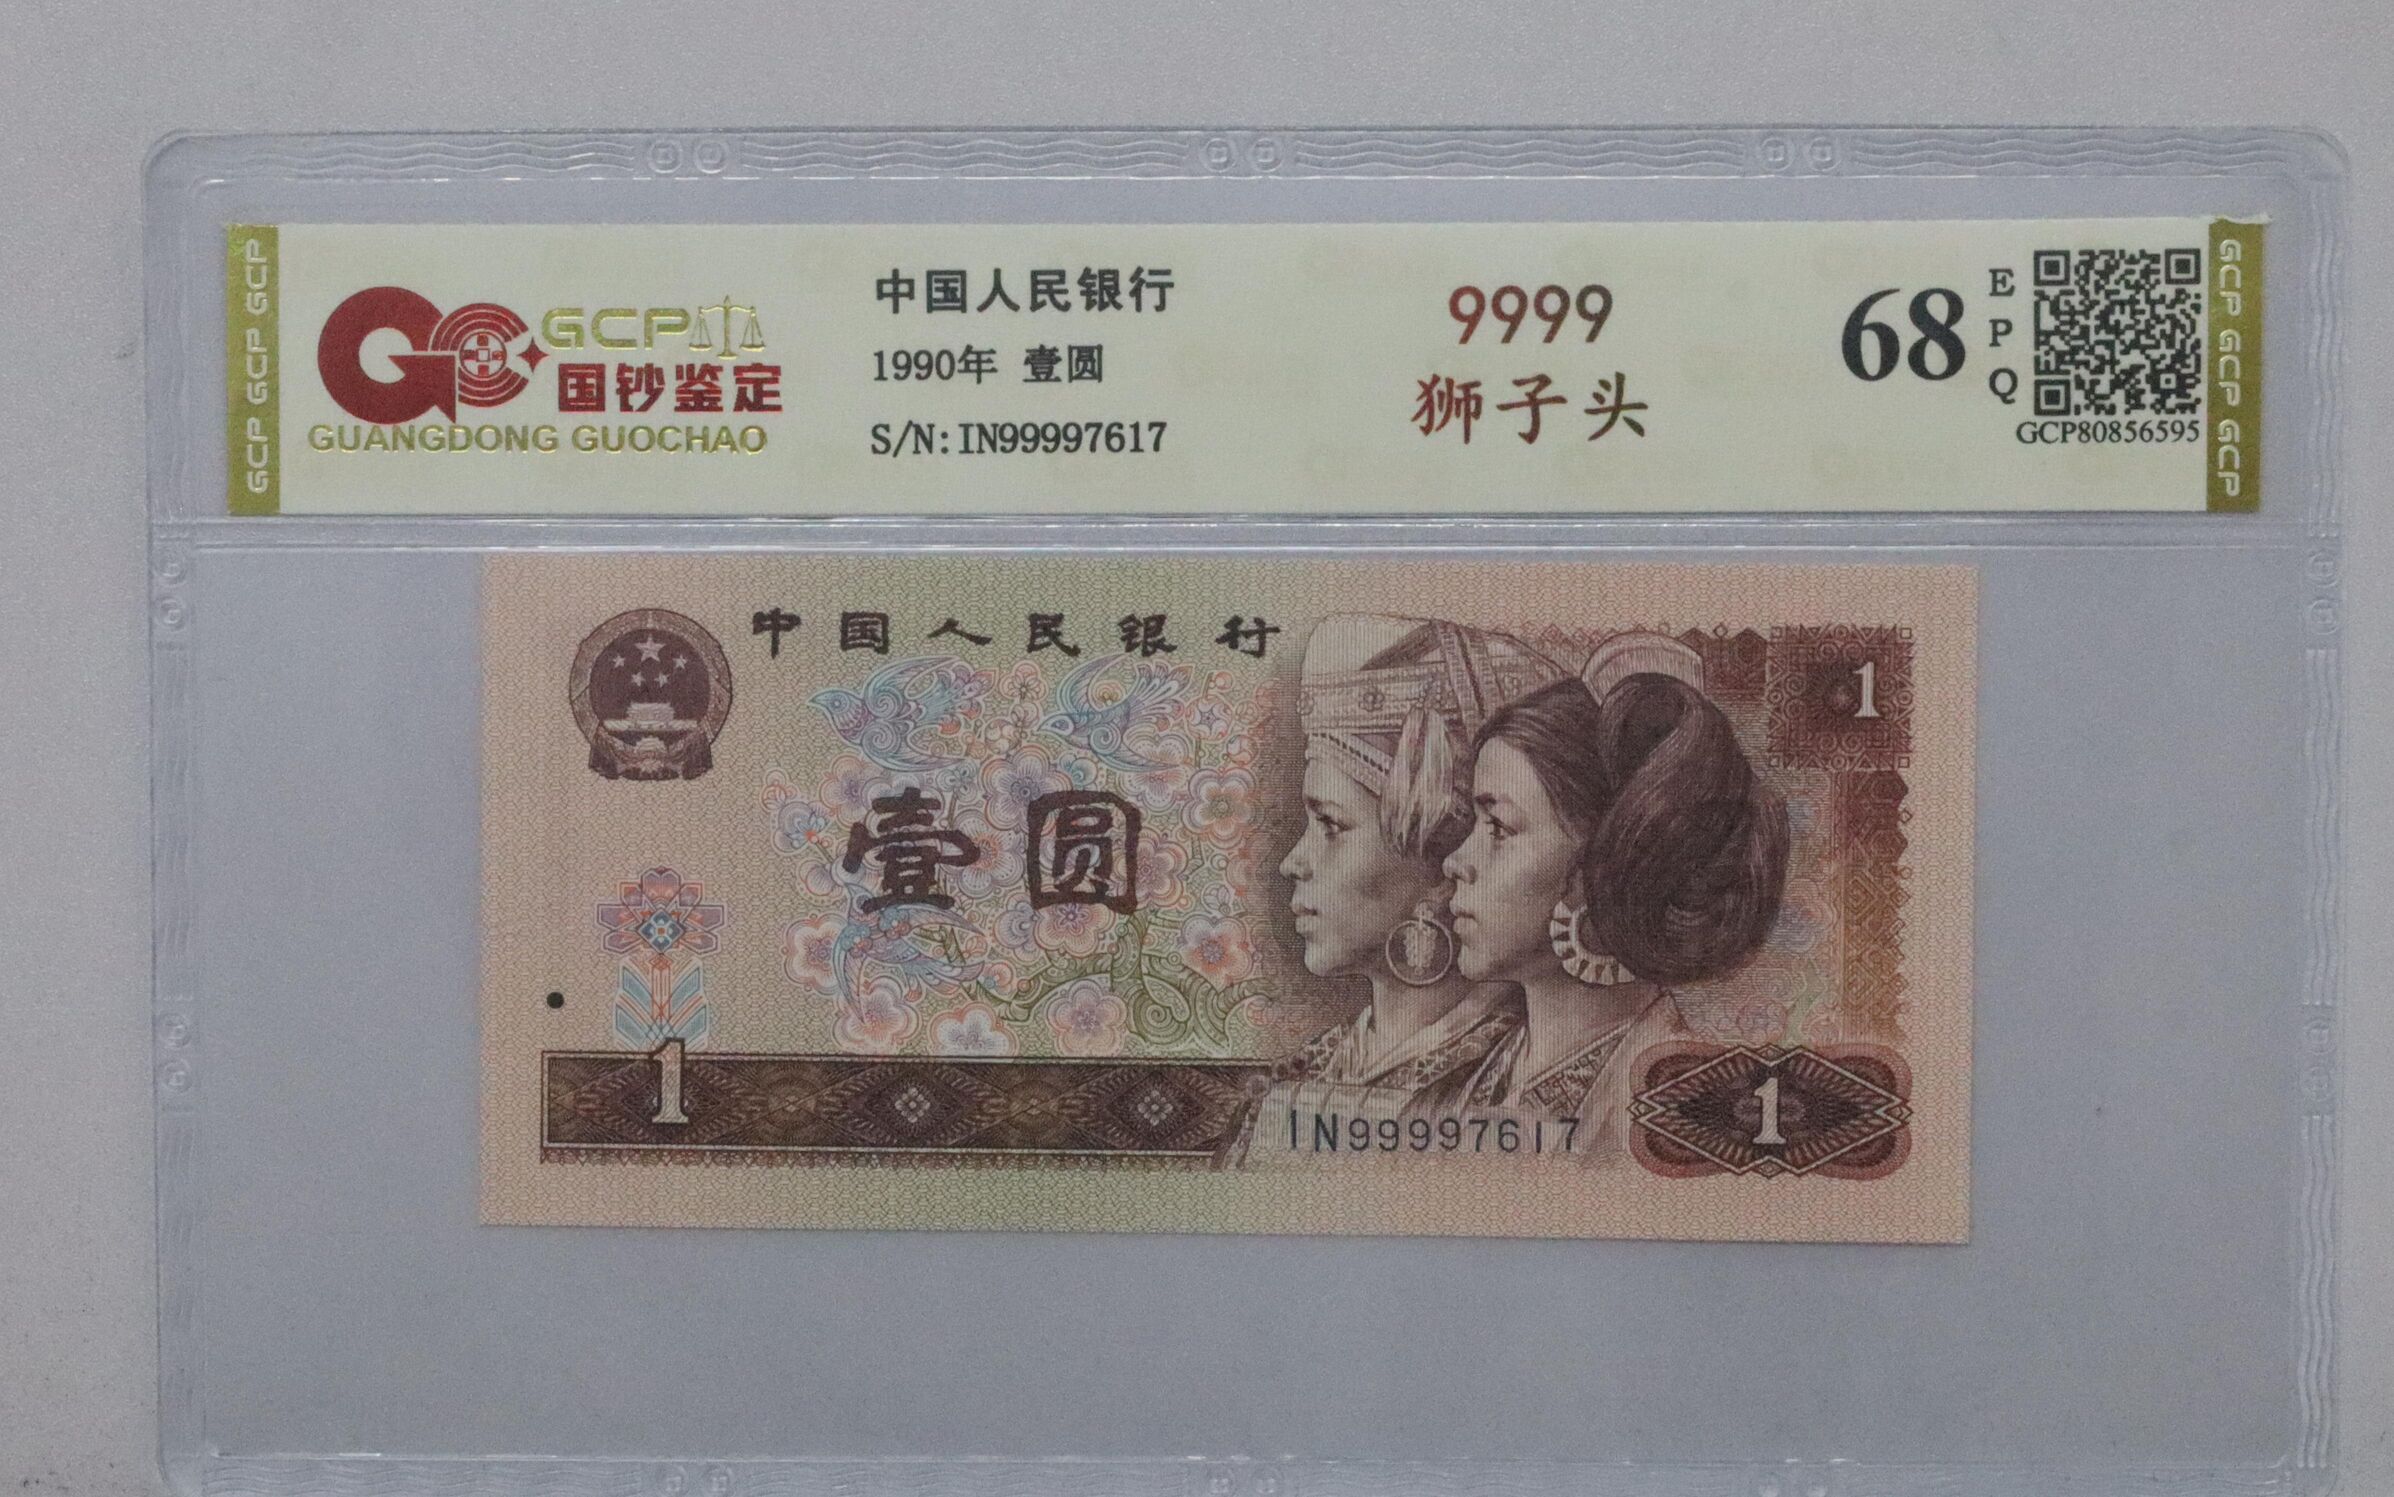 GCP GCP GCP
GCP
国钞鉴定
GUANGDONG GUOCHAO
中国人民银行
1990年 壹圆
S/N:IN99997617
9999
狮子头
68
EPQ
GCP80856595
GCP GCP GCP
中国人民银行
1
壹圆
1
IN99997617
1